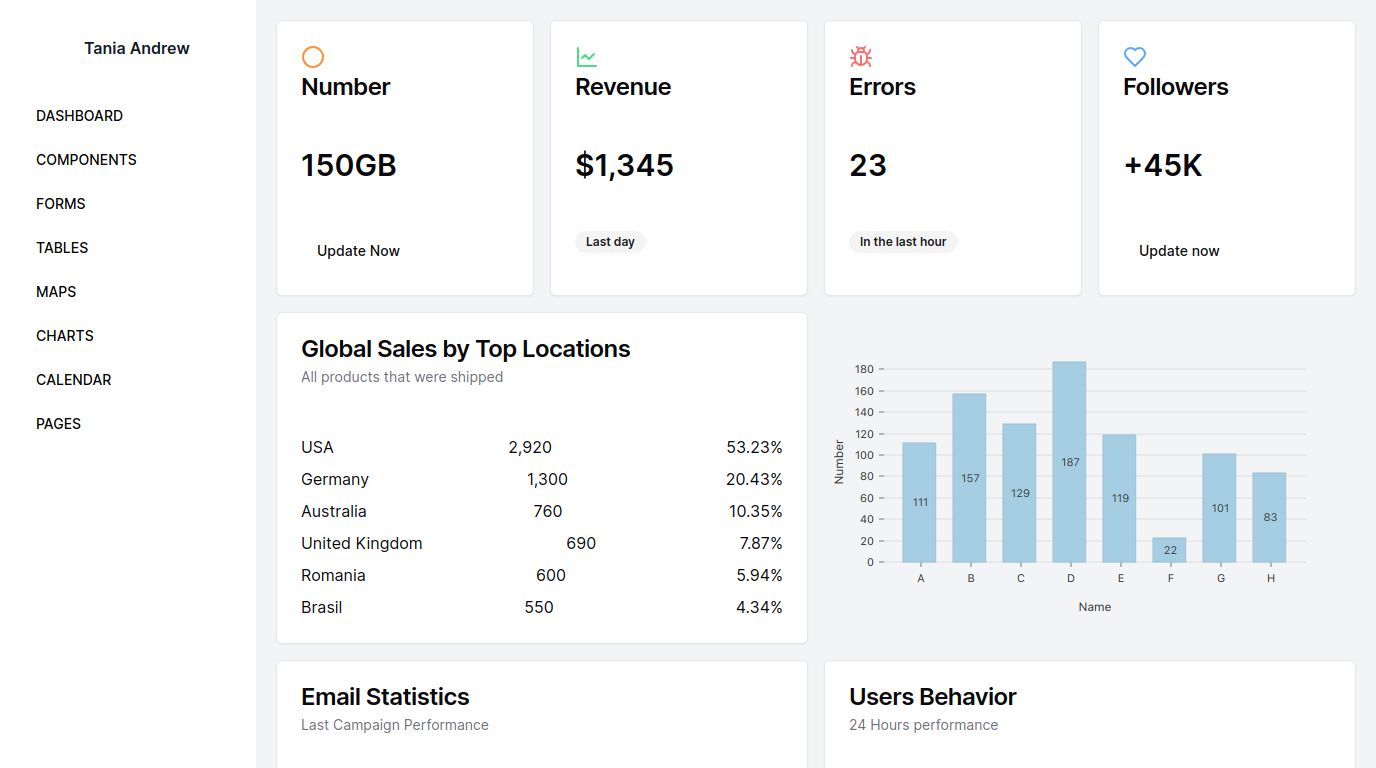 Tania Andrew
DASHBOARD
COMPONENTS
FORMS
TABLES
MAPS
CHARTS
CALENDAR
PAGES
Number
150GB
Update Now
Revenue
$1,345
Last day
Errors
23
In the last hour
Followers
+45K
Update now
Global Sales by Top Locations
All products that were shipped
USA 2,920 53.23%
Germany 1,300 20.43%
Australia 760 10.35%
United Kingdom 690 7.87%
Romania 600 5.94%
Brasil 550 4.34%
Number
180
160
140
120
100
80
60
40
20
0
111 157 129 187 119 22 101 83
A B C D E F G H
Name
Email Statistics
Last Campaign Performance
Users Behavior
24 Hours performance